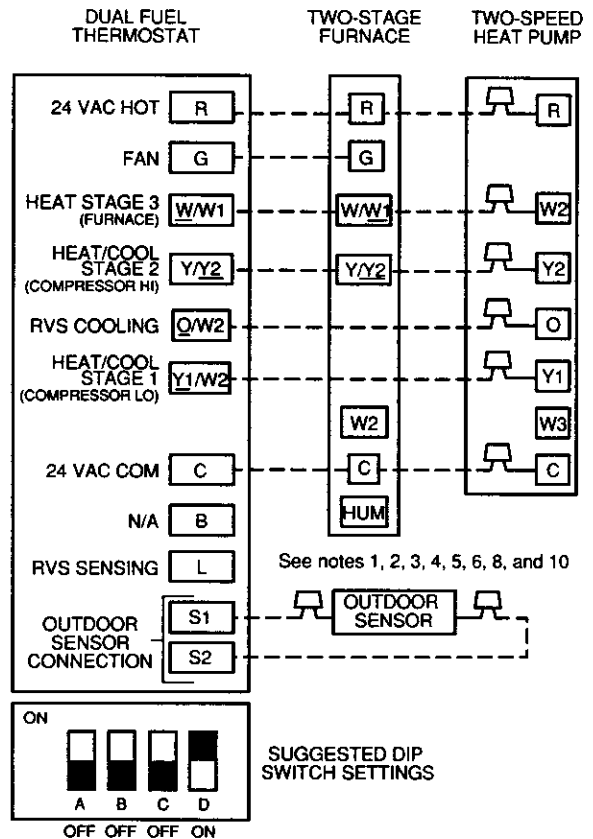 DUAL FUEL
THERMOSTAT
TWO-STAGE
FURNACE
TWO-SPEED
HEAT PUMP
24 VAC HOT
R
R
R
FAN
G
G
HEAT STAGE 3
(FURNACE)
W/W1
W/W1
W2
HEAT/COOL
STAGE 2
(COMPRESSOR HI)
Y/Y2
Y/Y2
Y2
RVS COOLING
O/W2
O
HEAT/COOL
STAGE 1
(COMPRESSOR LO)
Y1/W2
Y1
W2
W3
24 VAC COM
C
C
C
N/A
B
HUM
RVS SENSING
L
See notes 1, 2, 3, 4, 5, 6, 8, and 10
OUTDOOR
SENSOR
CONNECTION
S1
S2
OUTDOOR
SENSOR
ON
A B C D
OFF OFF OFF ON
SUGGESTED DIP
SWITCH SETTINGS